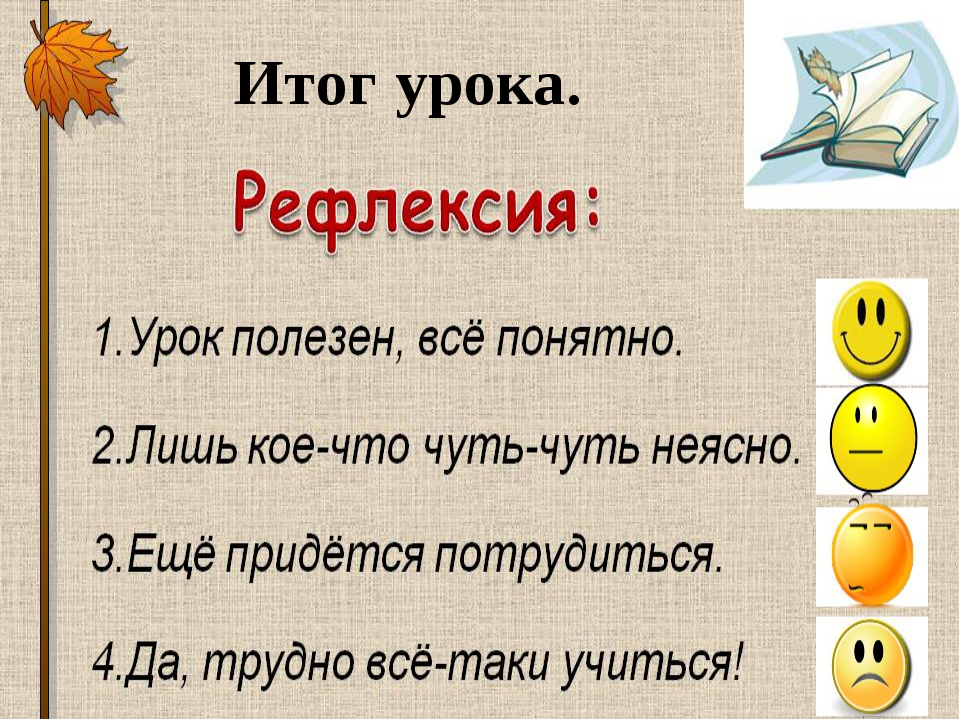 Итог урока.
Рефлексия:
1.Урок полезен, всё понятно.
2.Лишь кое-что чуть-чуть неясно.
3.Ещё придётся потрудиться.
4.Да, трудно всё-таки учиться!